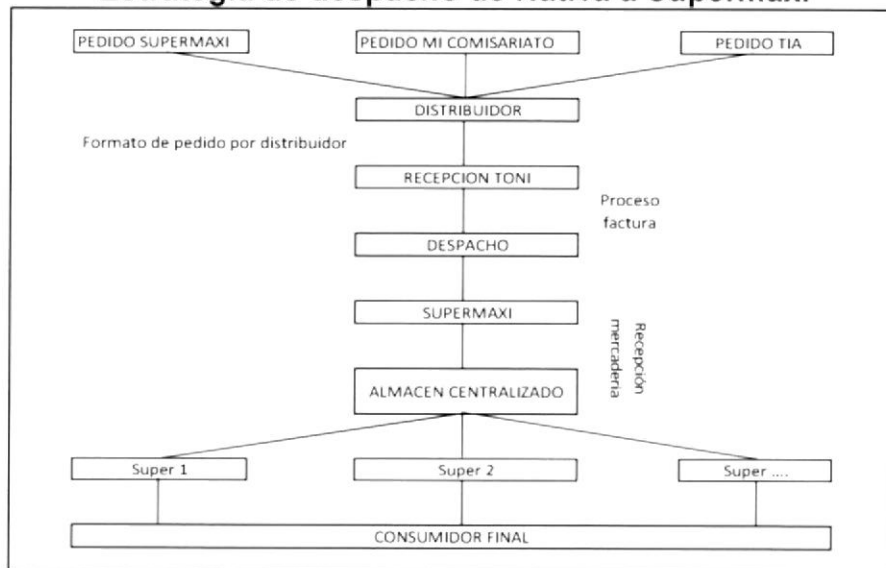 PEDIDO SUPERMAXI
PEDIDO MI COMISARIATO
PEDIDO TIA
DISTRIBUIDOR
Formato de pedido por distribuidor
RECEPCION TONI
Proceso
factura
DESPACHO
SUPERMAXI
Recepción
mercaderia
ALMACEN CENTRALIZADO
Super 1
Super 2
Super ....
CONSUMIDOR FINAL